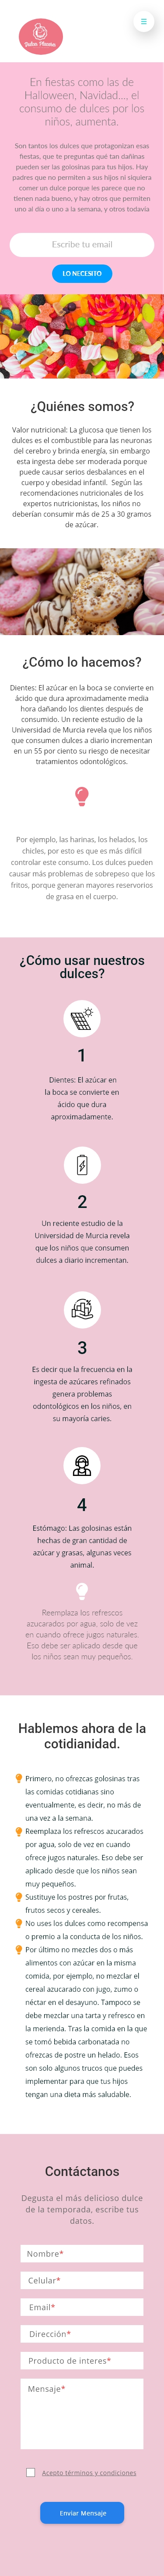 Dulce Pluma
En fiestas como las de
Halloween, Navidad..., el
consumo de dulces por los
niños, aumenta.
Son tantos los dulces que protagonizan esas
fiestas, que te preguntas qué tan dañinas
pueden ser las golosinas para tus hijos. Hay
padres que no permiten a sus hijos ni siquiera
comer un dulce porque les parece que no
tienen nada bueno, y hay otros que permiten
uno al día o uno a la semana, y otros todavía
Escribe tu email
LO NECESITO
¿Quiénes somos?
Valor nutricional: La glucosa que tienen los
dulces es el combustible para las neuronas
del cerebro y brinda energía, sin embargo
esta ingesta debe ser moderada porque
puede causar serios desbalances en el
cuerpo y obesidad infantil. Según las
recomendaciones nutricionales de los
expertos nutricionistas, los niños no
deberían consumir más de 25 a 30 gramos
de azúcar.
¿Cómo lo hacemos?
Dientes: El azúcar en la boca se convierte en
ácido que dura aproximadamente media
hora dañando los dientes después de
consumido. Un reciente estudio de la
Universidad de Murcia revela que los niños
que consumen dulces a diario incrementan
en un 55 por ciento su riesgo de necesitar
tratamientos odontológicos.
Por ejemplo, las harinas, los helados, los
chicles, por esto es que es más difícil
controlar este consumo. Los dulces pueden
causar más problemas de sobrepeso que los
fritos, porque generan mayores reservorios
de grasa en el cuerpo.
¿Cómo usar nuestros
dulces?
1
Dientes: El azúcar en
la boca se convierte en
ácido que dura
aproximadamente.
2
Un reciente estudio de la
Universidad de Murcia revela
que los niños que consumen
dulces a diario incrementan.
3
Es decir que la frecuencia en la
ingesta de azúcares refinados
genera problemas
odontológicos en los niños, en
su mayoría caries.
4
Estómago: Las golosinas están
hechas de gran cantidad de
azúcar y grasas, algunas veces
animal.
Reemplaza los refrescos
azucarados por agua, solo de vez
en cuando ofrece jugos naturales.
Eso debe ser aplicado desde que
los niños sean muy pequeños.
Hablemos ahora de la
cotidianidad.
Primero, no ofrezcas golosinas tras
las comidas cotidianas sino
eventualmente, es decir, no más de
una vez a la semana.
Reemplaza los refrescos azucarados
por agua, solo de vez en cuando
ofrece jugos naturales. Eso debe ser
aplicado desde que los niños sean
muy pequeños.
Sustituye los postres por frutas,
frutos secos y cereales.
No uses los dulces como recompensa
o premio a la conducta de los niños.
Por último no mezcles dos o más
alimentos con azúcar en la misma
comida, por ejemplo, no mezclar el
cereal azucarado con jugo, zumo o
néctar en el desayuno. Tampoco se
debe mezclar una tarta y refresco en
la merienda. Tras la comida en la que
se tomó bebida carbonatada no
ofrezcas de postre un helado. Esos
son solo algunos trucos que puedes
implementar para que tus hijos
tengan una dieta más saludable.
Contáctanos
Degusta el más delicioso dulce
de la temporada, escribe tus
datos.
Nombre*
Celular*
Email*
Dirección*
Producto de interes*
Mensaje*
Acepto términos y condiciones
Enviar Mensaje